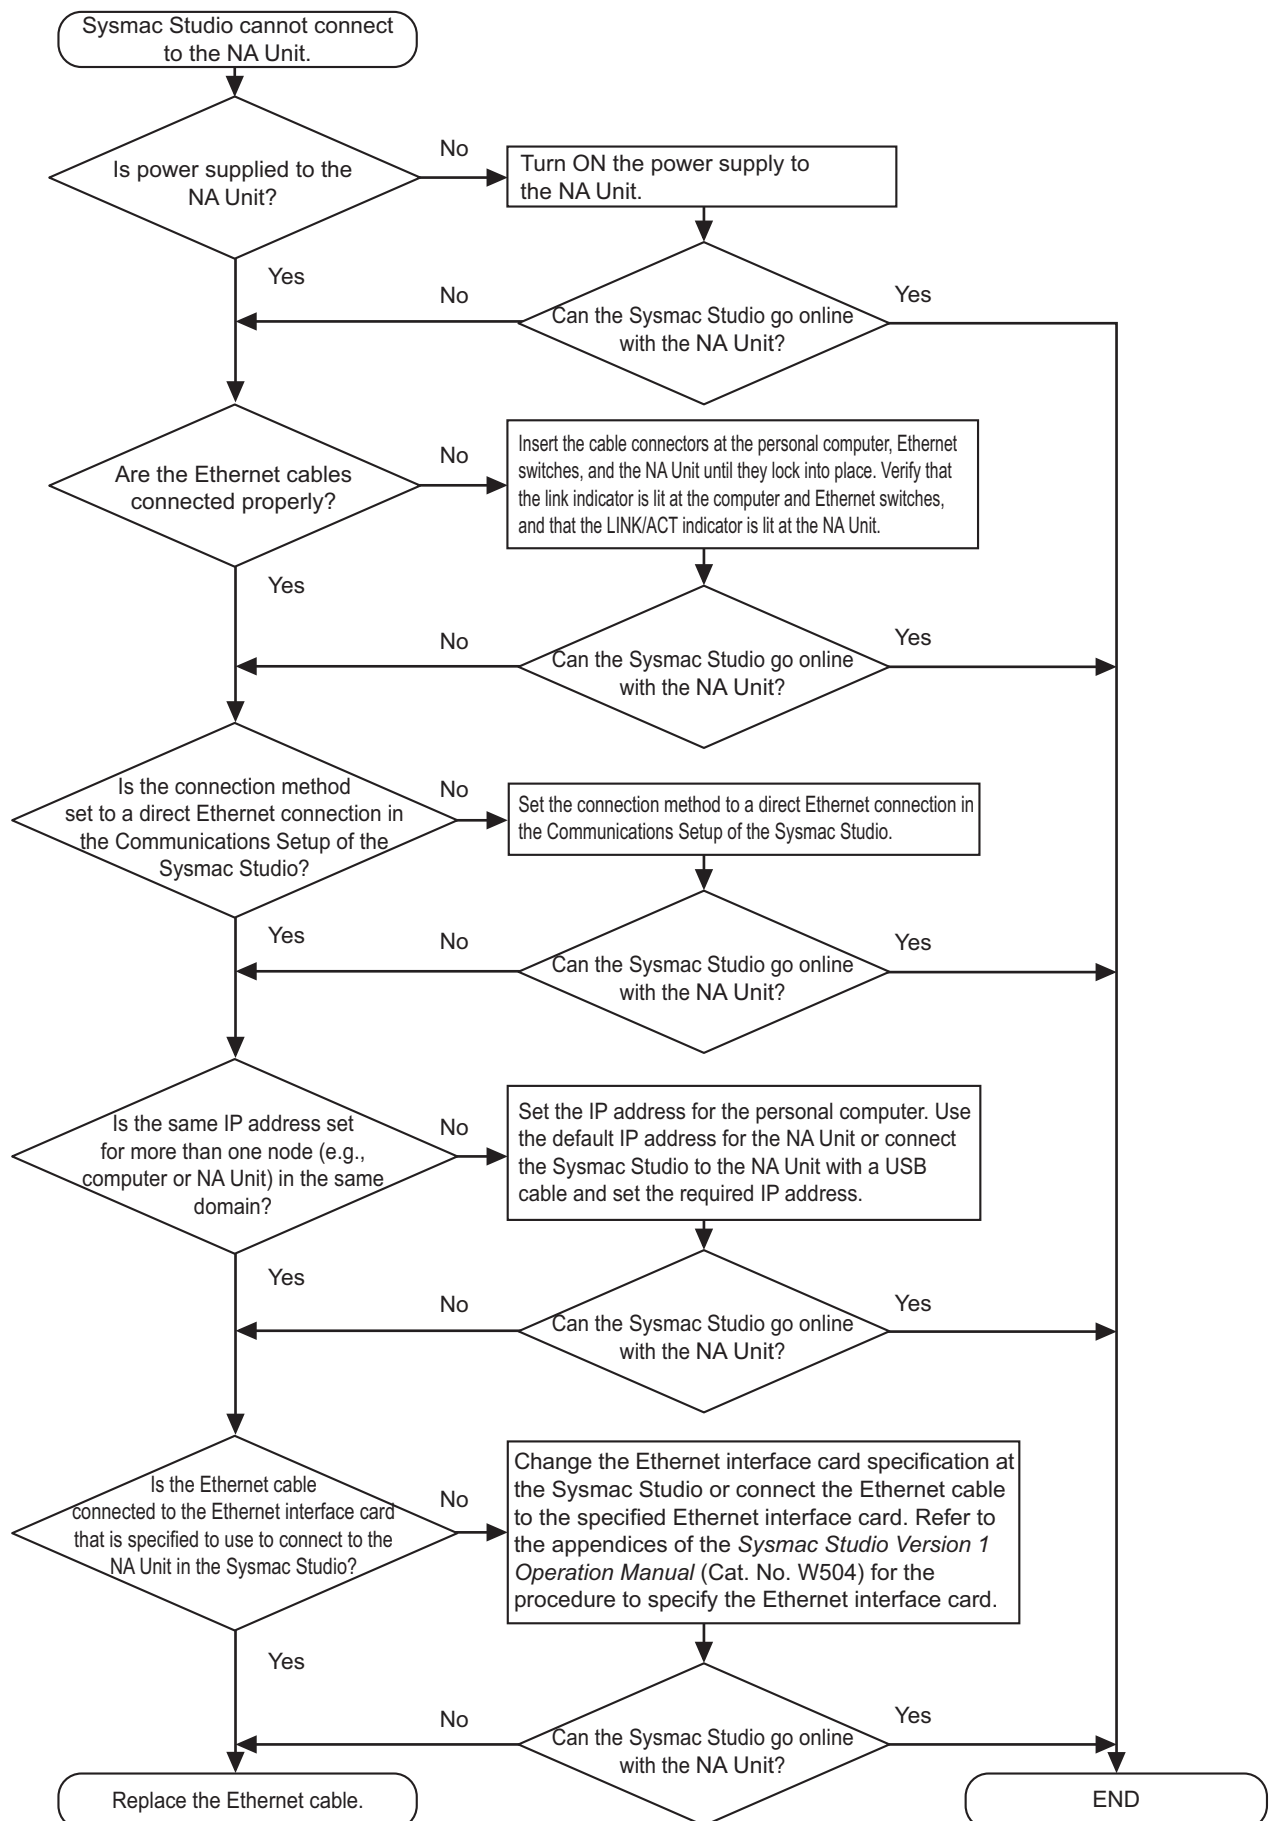 Sysmac Studio cannot connect
to the NA Unit.
Is power supplied to the
NA Unit?
No
Turn ON the power supply to
the NA Unit.
Yes
No
Can the Sysmac Studio go online
with the NA Unit?
Yes
Are the Ethernet cables
connected properly?
No
Insert the cable connectors at the personal computer, Ethernet
switches, and the NA Unit until they lock into place. Verify that
the link indicator is lit at the computer and Ethernet switches,
and that the LINK/ACT indicator is lit at the NA Unit.
Yes
No
Can the Sysmac Studio go online
with the NA Unit?
Yes
Is the connection method
set to a direct Ethernet connection in
the Communications Setup of the
Sysmac Studio?
No
Set the connection method to a direct Ethernet connection in
the Communications Setup of the Sysmac Studio.
Yes
No
Can the Sysmac Studio go online
with the NA Unit?
Yes
Is the same IP address set
for more than one node (e.g.,
computer or NA Unit) in the same
domain?
No
Set the IP address for the personal computer. Use
the default IP address for the NA Unit or connect
the Sysmac Studio to the NA Unit with a USB
cable and set the required IP address.
Yes
No
Can the Sysmac Studio go online
with the NA Unit?
Yes
Is the Ethernet cable
connected to the Ethernet interface card
that is specified to use to connect to the
NA Unit in the Sysmac Studio?
No
Change the Ethernet interface card specification at
the Sysmac Studio or connect the Ethernet cable
to the specified Ethernet interface card. Refer to
the appendices of the Sysmac Studio Version 1
Operation Manual (Cat. No. W504) for the
procedure to specify the Ethernet interface card.
Yes
No
Can the Sysmac Studio go online
with the NA Unit?
Yes
Replace the Ethernet cable.
END